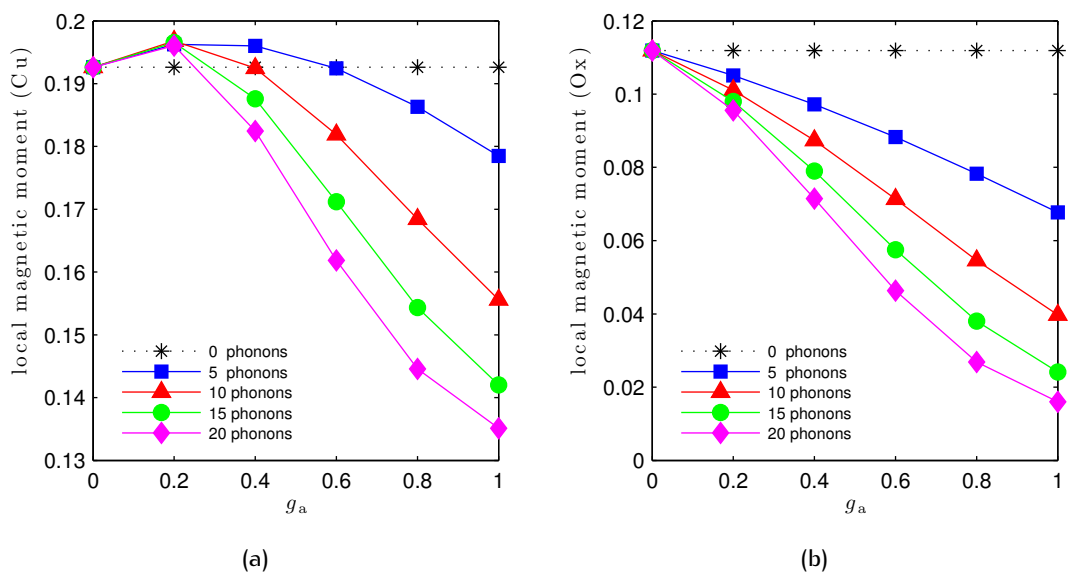 0.2
0.19
0.18
0.17
0.16
0.15
0.14
0.13
local magnetic moment (Cu)
0 phonons
5 phonons
10 phonons
15 phonons
20 phonons
0 0.2 0.4 0.6 0.8 1
g_a
(a)
0.12
0.1
0.08
0.06
0.04
0.02
0
local magnetic moment (Ox)
0 phonons
5 phonons
10 phonons
15 phonons
20 phonons
0 0.2 0.4 0.6 0.8 1
g_a
(b)